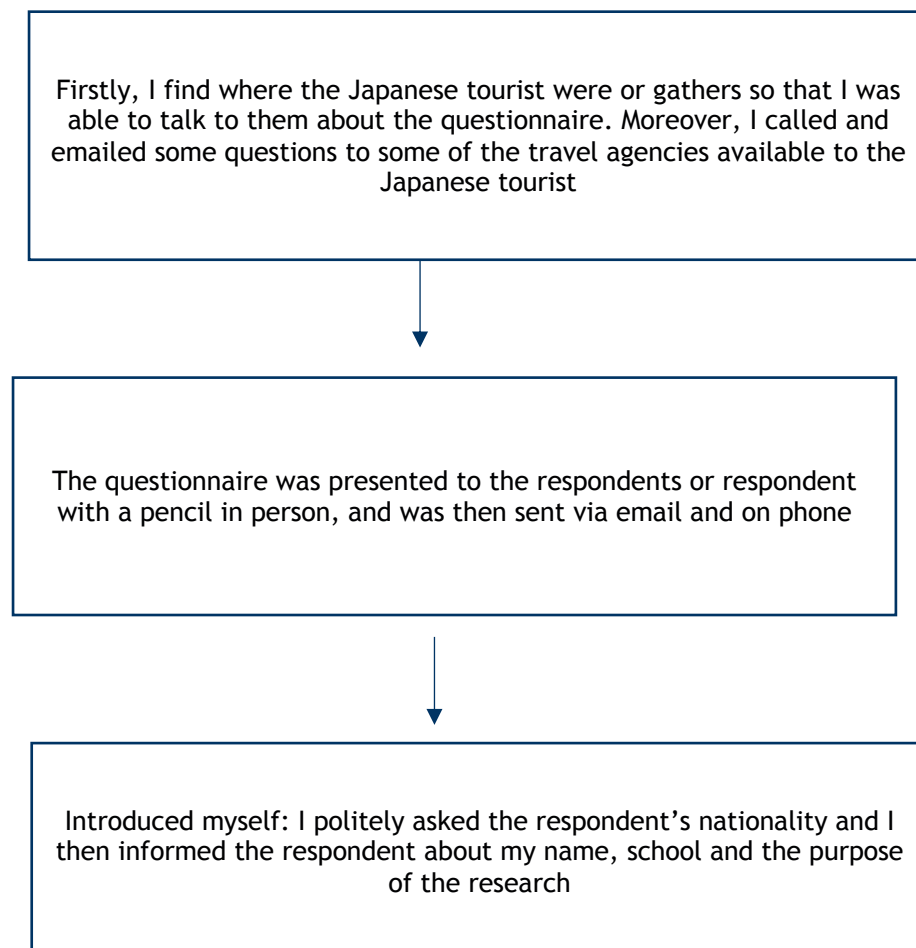 Firstly, I find where the Japanese tourist were or gathers so that I was
able to talk to them about the questionnaire. Moreover, I called and
emailed some questions to some of the travel agencies available to the
Japanese tourist
The questionnaire was presented to the respondents or respondent
with a pencil in person, and was then sent via email and on phone
Introduced myself: I politely asked the respondent’s nationality and I
then informed the respondent about my name, school and the purpose
of the research